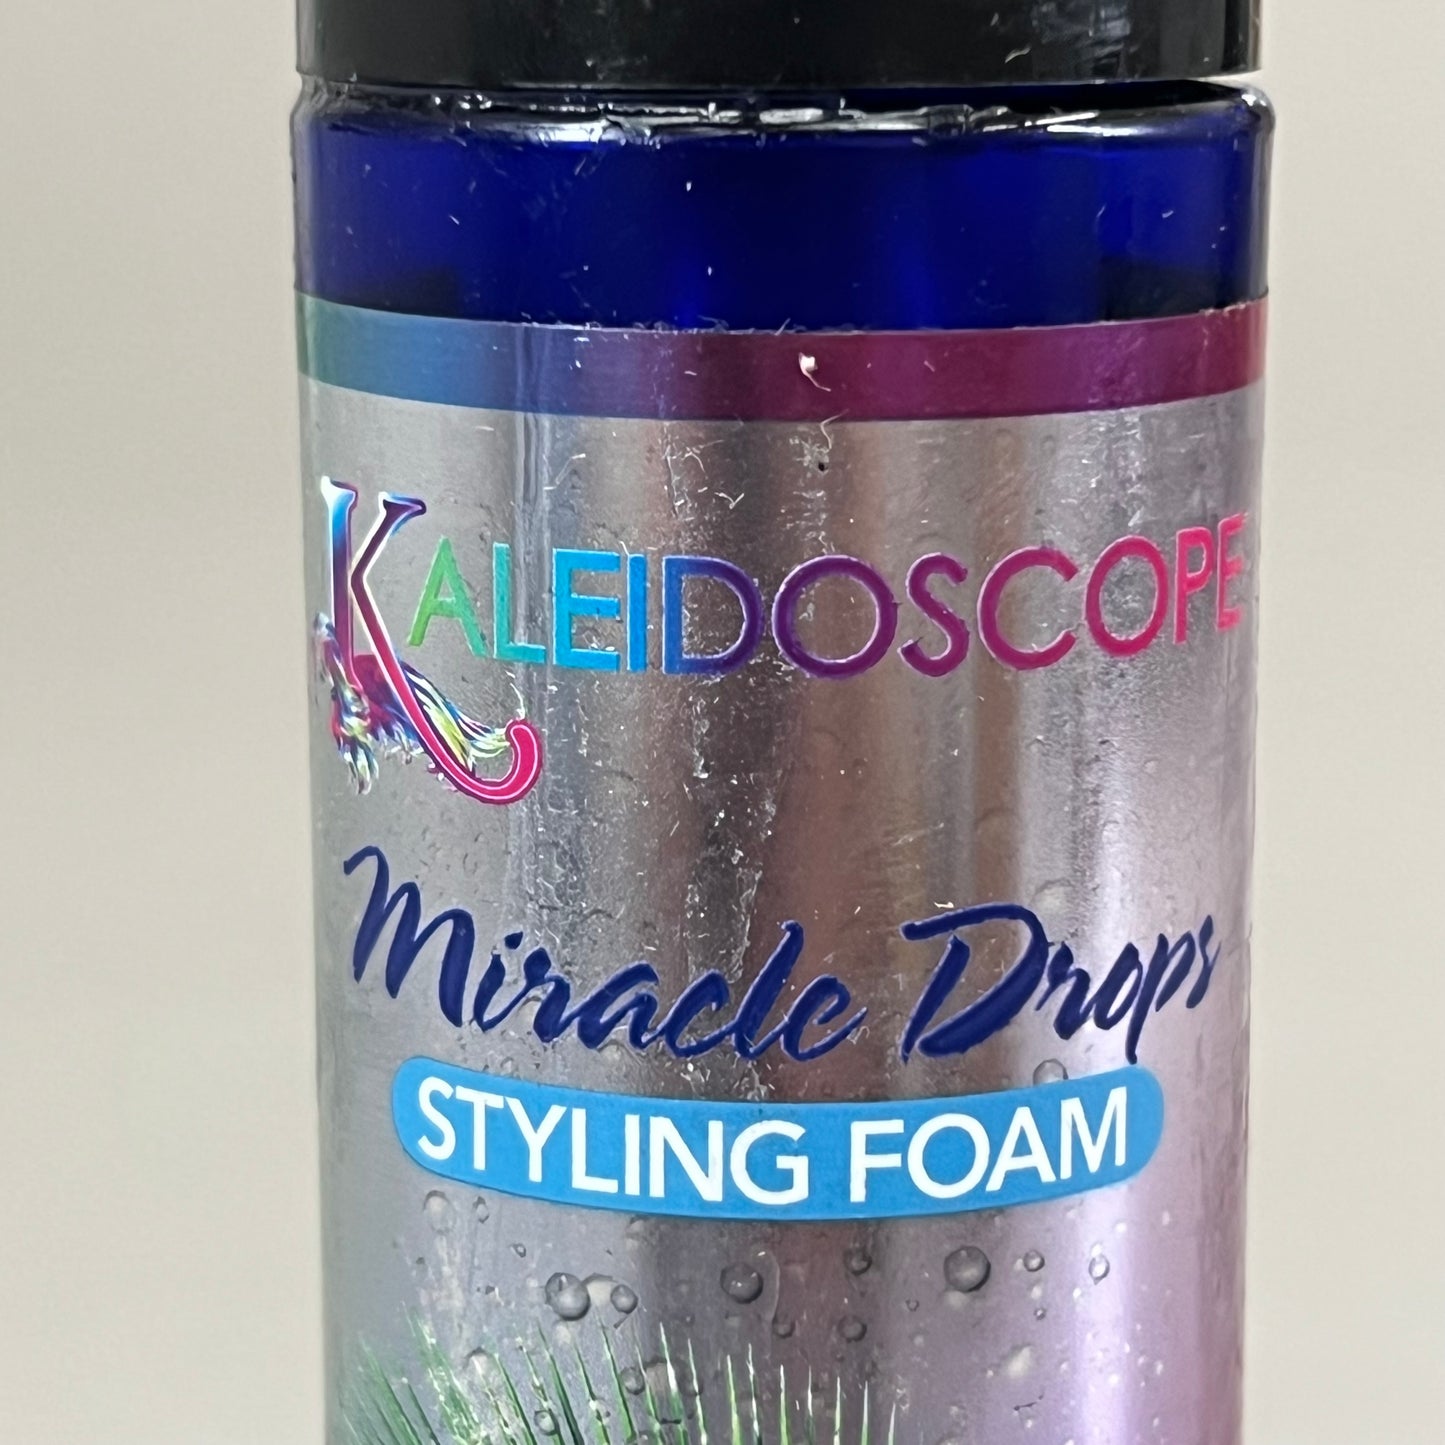 KALEIDOSCOPE
Miracle Drops
STYLING FOAM